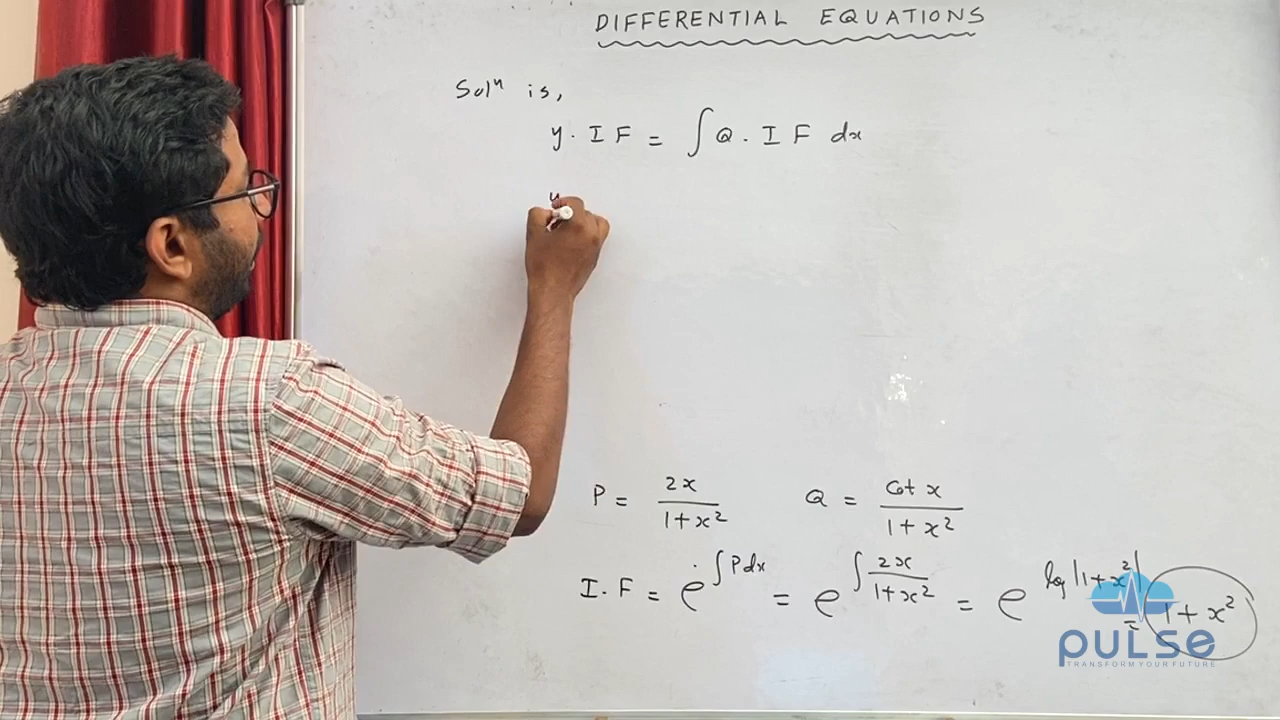 DIFFERENTIAL EQUATIONS
Solⁿ is,
y. I F = ∫ Q . I F dx
y
P = 2x / 1+x² Q = Cot x / 1+x²
I. F = e^∫Pdx = e^∫ 2x / 1+x² = e^log|1+x²| = 1+x²
PULSE
TRANSFORM YOUR FUTURE